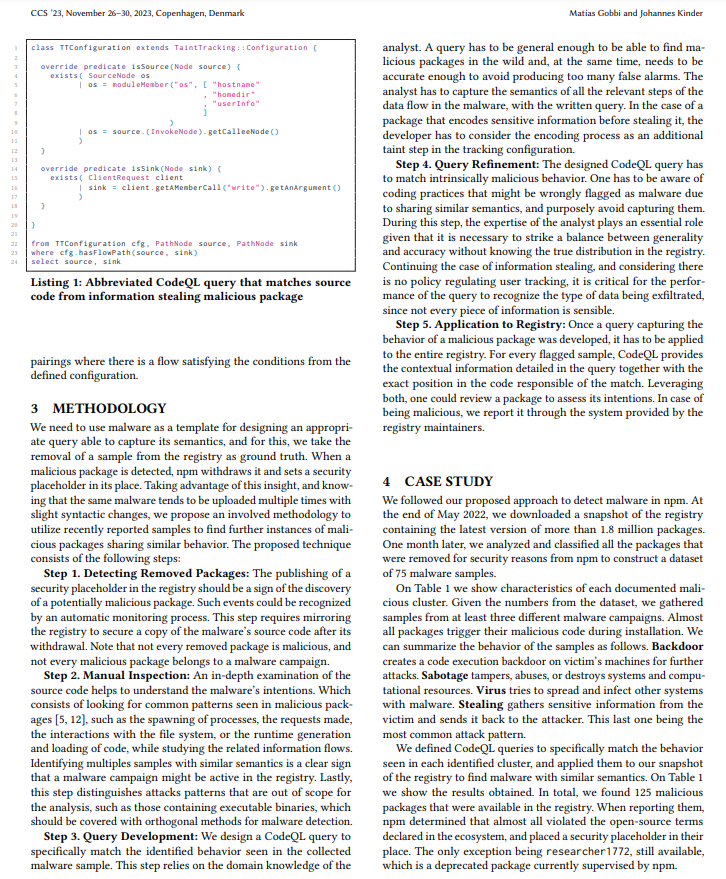 CCS '23, November 26–30, 2023, Copenhagen, Denmark
Matías Gobbi and Johannes Kinder
1 class TTConfiguration extends TaintTracking::Configuration {
2
3 override predicate isSource(Node source) {
4 exists( SourceNode os
5 | os = moduleMember("os", [ "hostname"
6 , "homedir"
7 , "userInfo"
8 ]
9 )
10 | os = source.(InvokeNode).getCalleeNode()
11 )
12 }
13
14 override predicate isSink(Node sink) {
15 exists( ClientRequest client
16 | sink = client.getAMemberCall("write").getAnArgument()
17 )
18 }
19
20 }
21
22 from TTConfiguration cfg, PathNode source, PathNode sink
23 where cfg.hasFlowPath(source, sink)
24 select source, sink
Listing 1: Abbreviated CodeQL query that matches source
code from information stealing malicious package
pairings where there is a flow satisfying the conditions from the
defined configuration.
3 METHODOLOGY
We need to use malware as a template for designing an appropri-
ate query able to capture its semantics, and for this, we take the
removal of a sample from the registry as ground truth. When a
malicious package is detected, npm withdraws it and sets a security
placeholder in its place. Taking advantage of this insight, and know-
ing that the same malware tends to be uploaded multiple times with
slight syntactic changes, we propose an involved methodology to
utilize recently reported samples to find further instances of mali-
cious packages sharing similar behavior. The proposed technique
consists of the following steps:
Step 1. Detecting Removed Packages: The publishing of a
security placeholder in the registry should be a sign of the discovery
of a potentially malicious package. Such events could be recognized
by an automatic monitoring process. This step requires mirroring
the registry to secure a copy of the malware's source code after its
withdrawal. Note that not every removed package is malicious, and
not every malicious package belongs to a malware campaign.
Step 2. Manual Inspection: An in-depth examination of the
source code helps to understand the malware's intentions. Which
consists of looking for common patterns seen in malicious pack-
ages [5, 12], such as the spawning of processes, the requests made,
the interactions with the file system, or the runtime generation
and loading of code, while studying the related information flows.
Identifying multiples samples with similar semantics is a clear sign
that a malware campaign might be active in the registry. Lastly,
this step distinguishes attacks patterns that are out of scope for
the analysis, such as those containing executable binaries, which
should be covered with orthogonal methods for malware detection.
Step 3. Query Development: We design a CodeQL query to
specifically match the identified behavior seen in the collected
malware sample. This step relies on the domain knowledge of the
analyst. A query has to be general enough to be able to find ma-
licious packages in the wild and, at the same time, needs to be
accurate enough to avoid producing too many false alarms. The
analyst has to capture the semantics of all the relevant steps of the
data flow in the malware, with the written query. In the case of a
package that encodes sensitive information before stealing it, the
developer has to consider the encoding process as an additional
taint step in the tracking configuration.
Step 4. Query Refinement: The designed CodeQL query has
to match intrinsically malicious behavior. One has to be aware of
coding practices that might be wrongly flagged as malware due
to sharing similar semantics, and purposely avoid capturing them.
During this step, the expertise of the analyst plays an essential role
given that it is necessary to strike a balance between generality
and accuracy without knowing the true distribution in the registry.
Continuing the case of information stealing, and considering there
is no policy regulating user tracking, it is critical for the perfor-
mance of the query to recognize the type of data being exfiltrated,
since not every piece of information is sensible.
Step 5. Application to Registry: Once a query capturing the
behavior of a malicious package was developed, it has to be applied
to the entire registry. For every flagged sample, CodeQL provides
the contextual information detailed in the query together with the
exact position in the code responsible of the match. Leveraging
both, one could review a package to assess its intentions. In case of
being malicious, we report it through the system provided by the
registry maintainers.
4 CASE STUDY
We followed our proposed approach to detect malware in npm. At
the end of May 2022, we downloaded a snapshot of the registry
containing the latest version of more than 1.8 million packages.
One month later, we analyzed and classified all the packages that
were removed for security reasons from npm to construct a dataset
of 75 malware samples.
On Table 1 we show characteristics of each documented mali-
cious cluster. Given the numbers from the dataset, we gathered
samples from at least three different malware campaigns. Almost
all packages trigger their malicious code during installation. We
can summarize the behavior of the samples as follows. Backdoor
creates a code execution backdoor on victim's machines for further
attacks. Sabotage tampers, abuses, or destroys systems and compu-
tational resources. Virus tries to spread and infect other systems
with malware. Stealing gathers sensitive information from the
victim and sends it back to the attacker. This last one being the
most common attack pattern.
We defined CodeQL queries to specifically match the behavior
seen in each identified cluster, and applied them to our snapshot
of the registry to find malware with similar semantics. On Table 1
we show the results obtained. In total, we found 125 malicious
packages that were available in the registry. When reporting them,
npm determined that almost all violated the open-source terms
declared in the ecosystem, and placed a security placeholder in their
place. The only exception being researcher1772, still available,
which is a deprecated package currently supervised by npm.